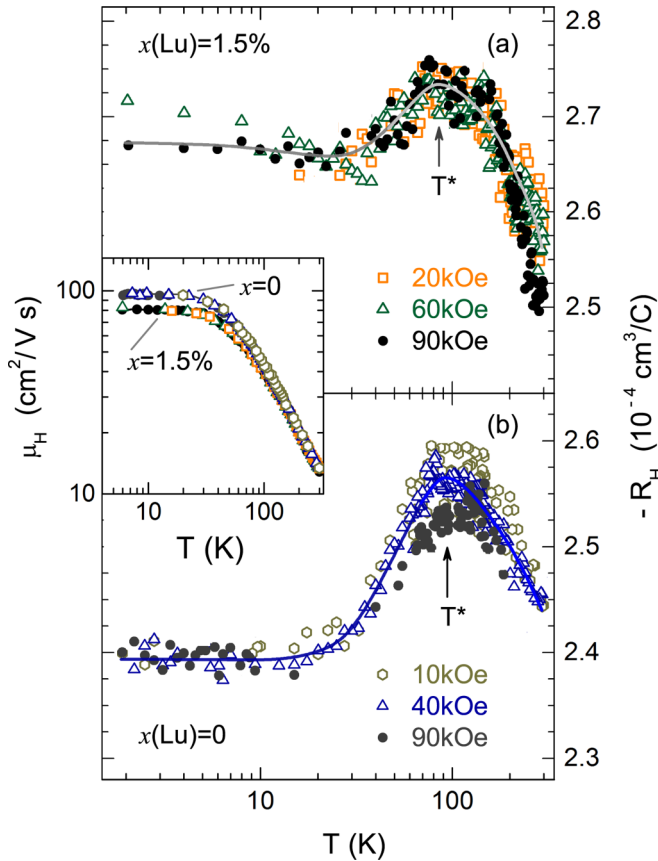 x(Lu)=1.5%
(a)
2.8
2.7
2.6
2.5
T*
20kOe
60kOe
90kOe
- R_H (10⁻⁴ cm³/C)
μ_H (cm²/ V s)
100
10
x=0
x=1.5%
10
100
T (K)
(b)
2.6
2.5
2.4
2.3
T*
10kOe
40kOe
90kOe
x(Lu)=0
10
100
T (K)